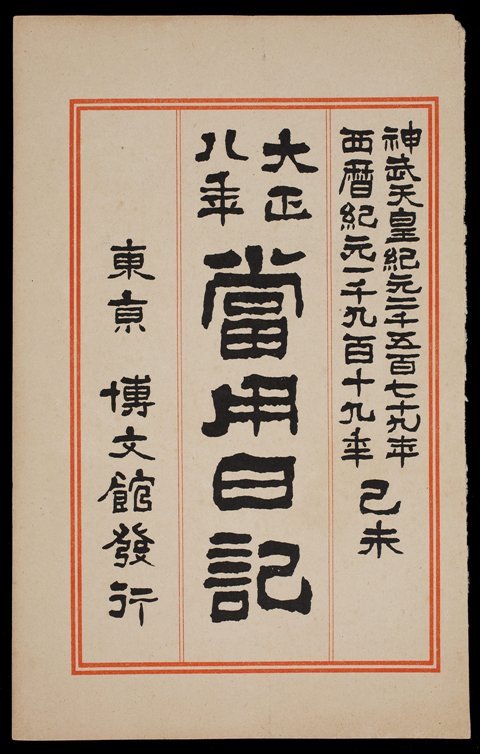 神武天皇紀元二千五百七十九年
西曆紀元一千九百十九年
己未
大正
八年
當用日記
東京 博文館發行